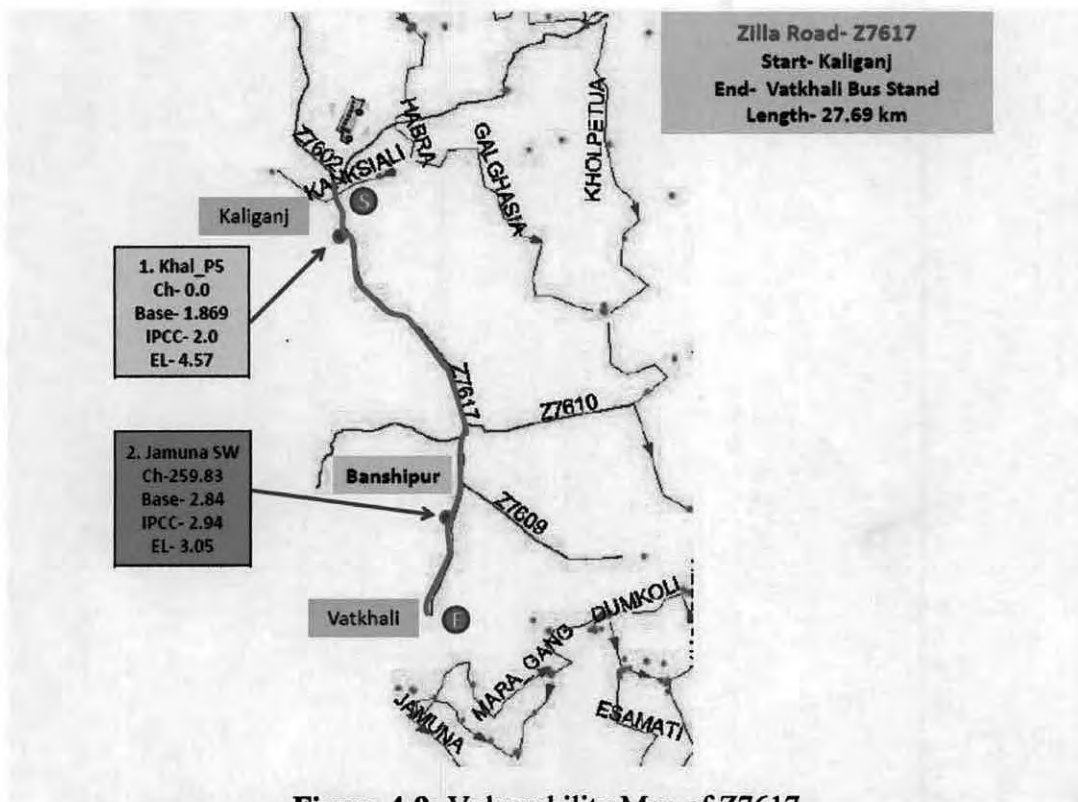 Zilla Road- Z7617
Start- Kaliganj
End- Vatkhali Bus Stand
Length- 27.69 km
Z7602
HABRA
KANKSIALI
GALGHASIA
KHOLPETUA
S
Kaliganj
1. Khal_PS
Ch- 0.0
Base- 1.869
IPCC- 2.0
EL- 4.57
Z7617
Z7610
2. Jamuna SW
Ch-259.83
Base- 2.84
IPCC- 2.94
EL- 3.05
Banshipur
Z7609
Vatkhali
DUMKOLI
MARA_GANG
JAMUNA
ESAMATI
Figure 4.9: Vulnerability Map of Z7617